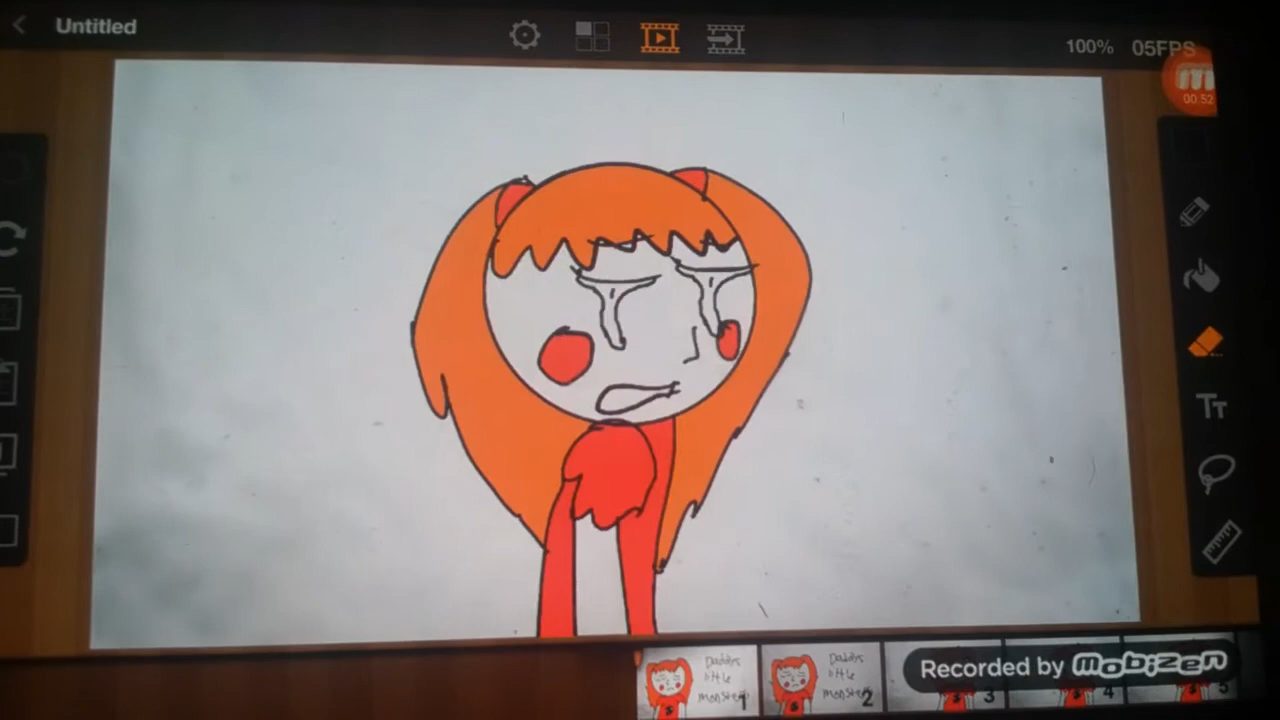 Untitled
100% 05FPS
00:52
TT
Daddys
little
monster
1
Daddys
little
monster
2
3
4
5
Recorded by mobizen